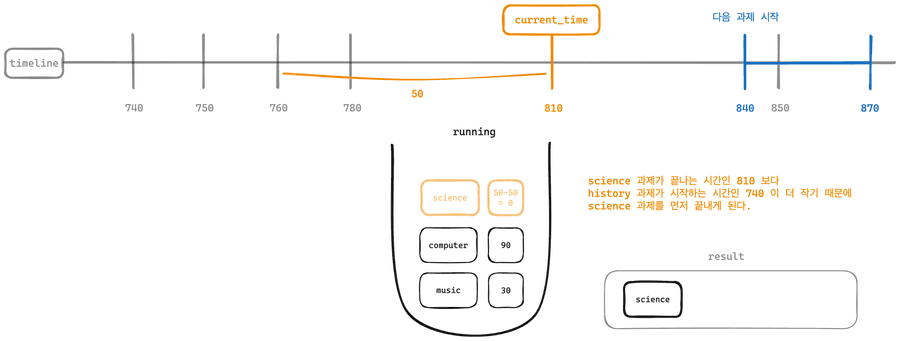 current_time
다음 과제 시작
timeline
50
740
750
760
780
810
840
850
870
running
science
50-50
= 0
computer
90
music
30
science 과제가 끝나는 시간인 810 보다
history 과제가 시작하는 시간인 740 이 더 작기 때문에
science 과제를 먼저 끝내게 된다.
result
science